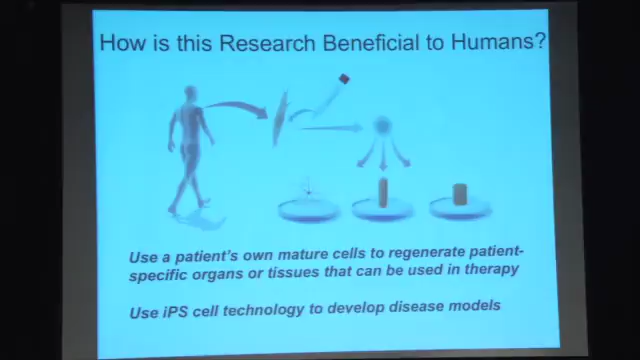 How is this Research Beneficial to Humans?
Use a patient's own mature cells to regenerate patient-
specific organs or tissues that can be used in therapy
Use iPS cell technology to develop disease models